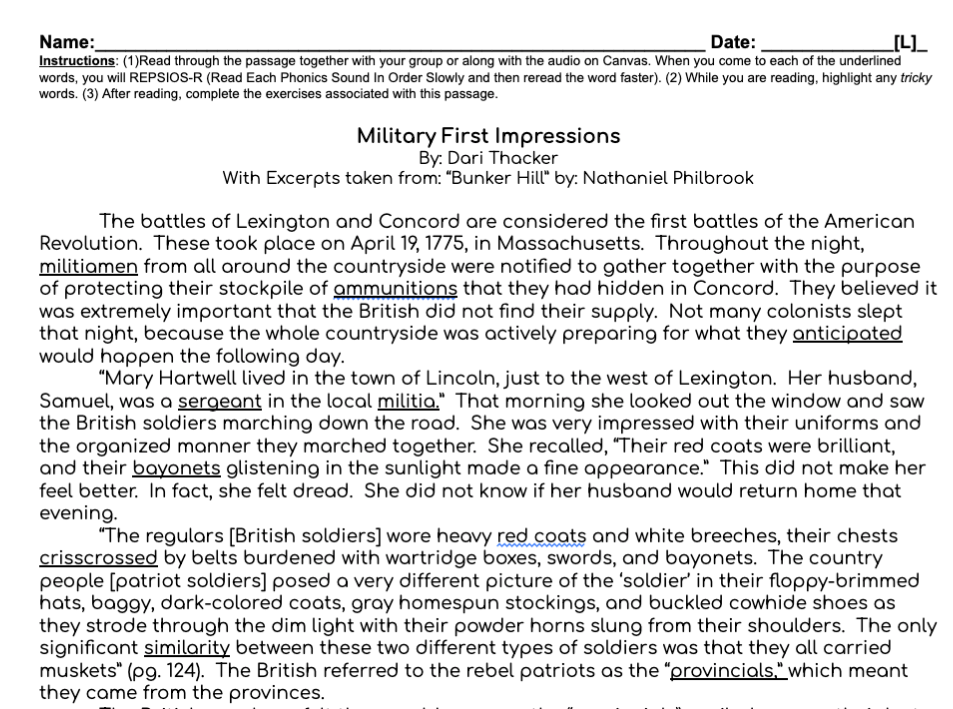 Name:____________________________________________ Date: ______________[L]_
Instructions: (1)Read through the passage together with your group or along with the audio on Canvas. When you come to each of the underlined
words, you will REPSIOS-R (Read Each Phonics Sound In Order Slowly and then reread the word faster). (2) While you are reading, highlight any tricky
words. (3) After reading, complete the exercises associated with this passage.
Military First Impressions
By: Dari Thacker
With Excerpts taken from: "Bunker Hill" by: Nathaniel Philbrook
The battles of Lexington and Concord are considered the first battles of the American
Revolution. These took place on April 19, 1775, in Massachusetts. Throughout the night,
militiamen from all around the countryside were notified to gather together with the purpose
of protecting their stockpile of ammunitions that they had hidden in Concord. They believed it
was extremely important that the British did not find their supply. Not many colonists slept
that night, because the whole countryside was actively preparing for what they anticipated
would happen the following day.
"Mary Hartwell lived in the town of Lincoln, just to the west of Lexington. Her husband,
Samuel, was a sergeant in the local militia." That morning she looked out the window and saw
the British soldiers marching down the road. She was very impressed with their uniforms and
the organized manner they marched together. She recalled, "Their red coats were brilliant,
and their bayonets glistening in the sunlight made a fine appearance." This did not make her
feel better. In fact, she felt dread. She did not know if her husband would return home that
evening.
"The regulars [British soldiers] wore heavy red coats and white breeches, their chests
crisscrossed by belts burdened with wartridge boxes, swords, and bayonets. The country
people [patriot soldiers] posed a very different picture of the 'soldier' in their floppy-brimmed
hats, baggy, dark-colored coats, gray homespun stockings, and buckled cowhide shoes as
they strode through the dim light with their powder horns slung from their shoulders. The only
significant similarity between these two different types of soldiers was that they all carried
muskets" (pg. 124). The British referred to the rebel patriots as the "provincials," which meant
they came from the provinces.